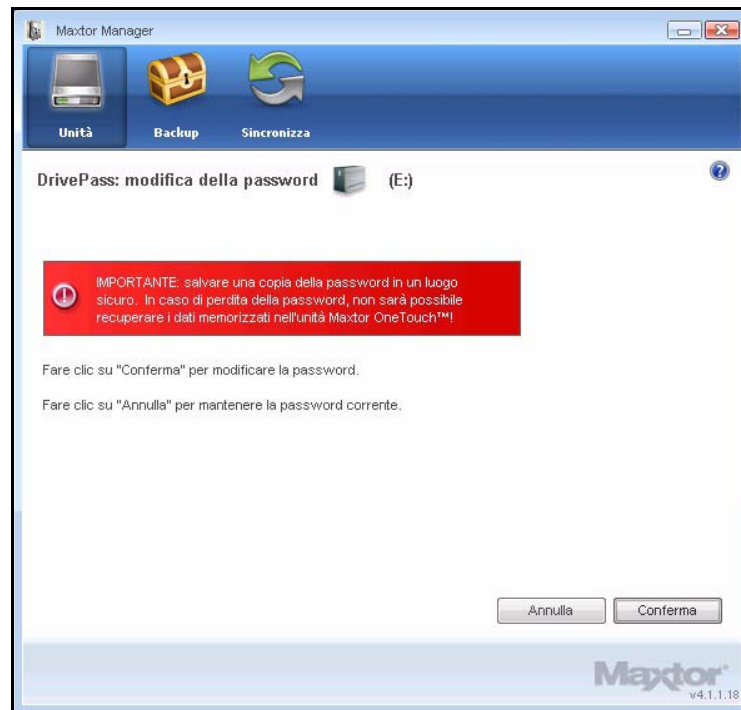 Maxtor Manager
Unità
Backup
Sincronizza
DrivePass: modifica della password
(E:)
IMPORTANTE: salvare una copia della password in un luogo
sicuro. In caso di perdita della password, non sarà possibile
recuperare i dati memorizzati nell'unità Maxtor OneTouch™!
Fare clic su "Conferma" per modificare la password.
Fare clic su "Annulla" per mantenere la password corrente.
Annulla
Conferma
Maxtor
v4.1.1.18